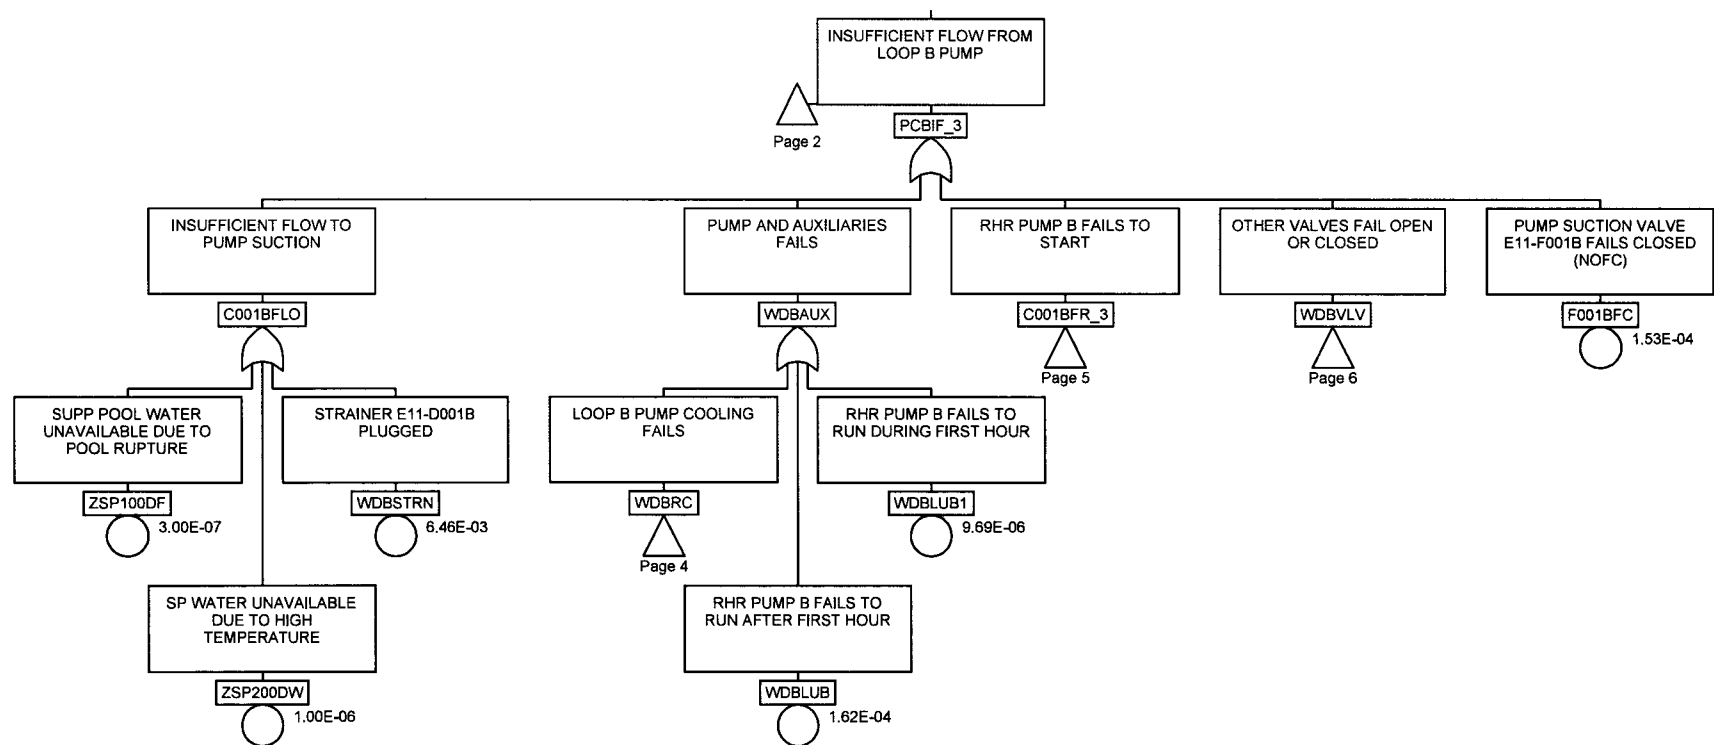 INSUFFICIENT FLOW FROM
LOOP B PUMP
Page 2
PCBIF_3
INSUFFICIENT FLOW TO
PUMP SUCTION
C001BFLO
PUMP AND AUXILIARIES
FAILS
WDBAUX
RHR PUMP B FAILS TO
START
C001BFR_3
Page 5
OTHER VALVES FAIL OPEN
OR CLOSED
WDBVLV
Page 6
PUMP SUCTION VALVE
E11-F001B FAILS CLOSED
(NOFC)
F001BFC
1.53E-04
SUPP POOL WATER
UNAVAILABLE DUE TO
POOL RUPTURE
ZSP100DF
3.00E-07
STRAINER E11-D001B
PLUGGED
WDBSTRN
6.46E-03
LOOP B PUMP COOLING
FAILS
WDBRC
Page 4
RHR PUMP B FAILS TO
RUN DURING FIRST HOUR
WDBLUB1
9.69E-06
SP WATER UNAVAILABLE
DUE TO HIGH
TEMPERATURE
ZSP200DW
1.00E-06
RHR PUMP B FAILS TO
RUN AFTER FIRST HOUR
WDBLUB
1.62E-04